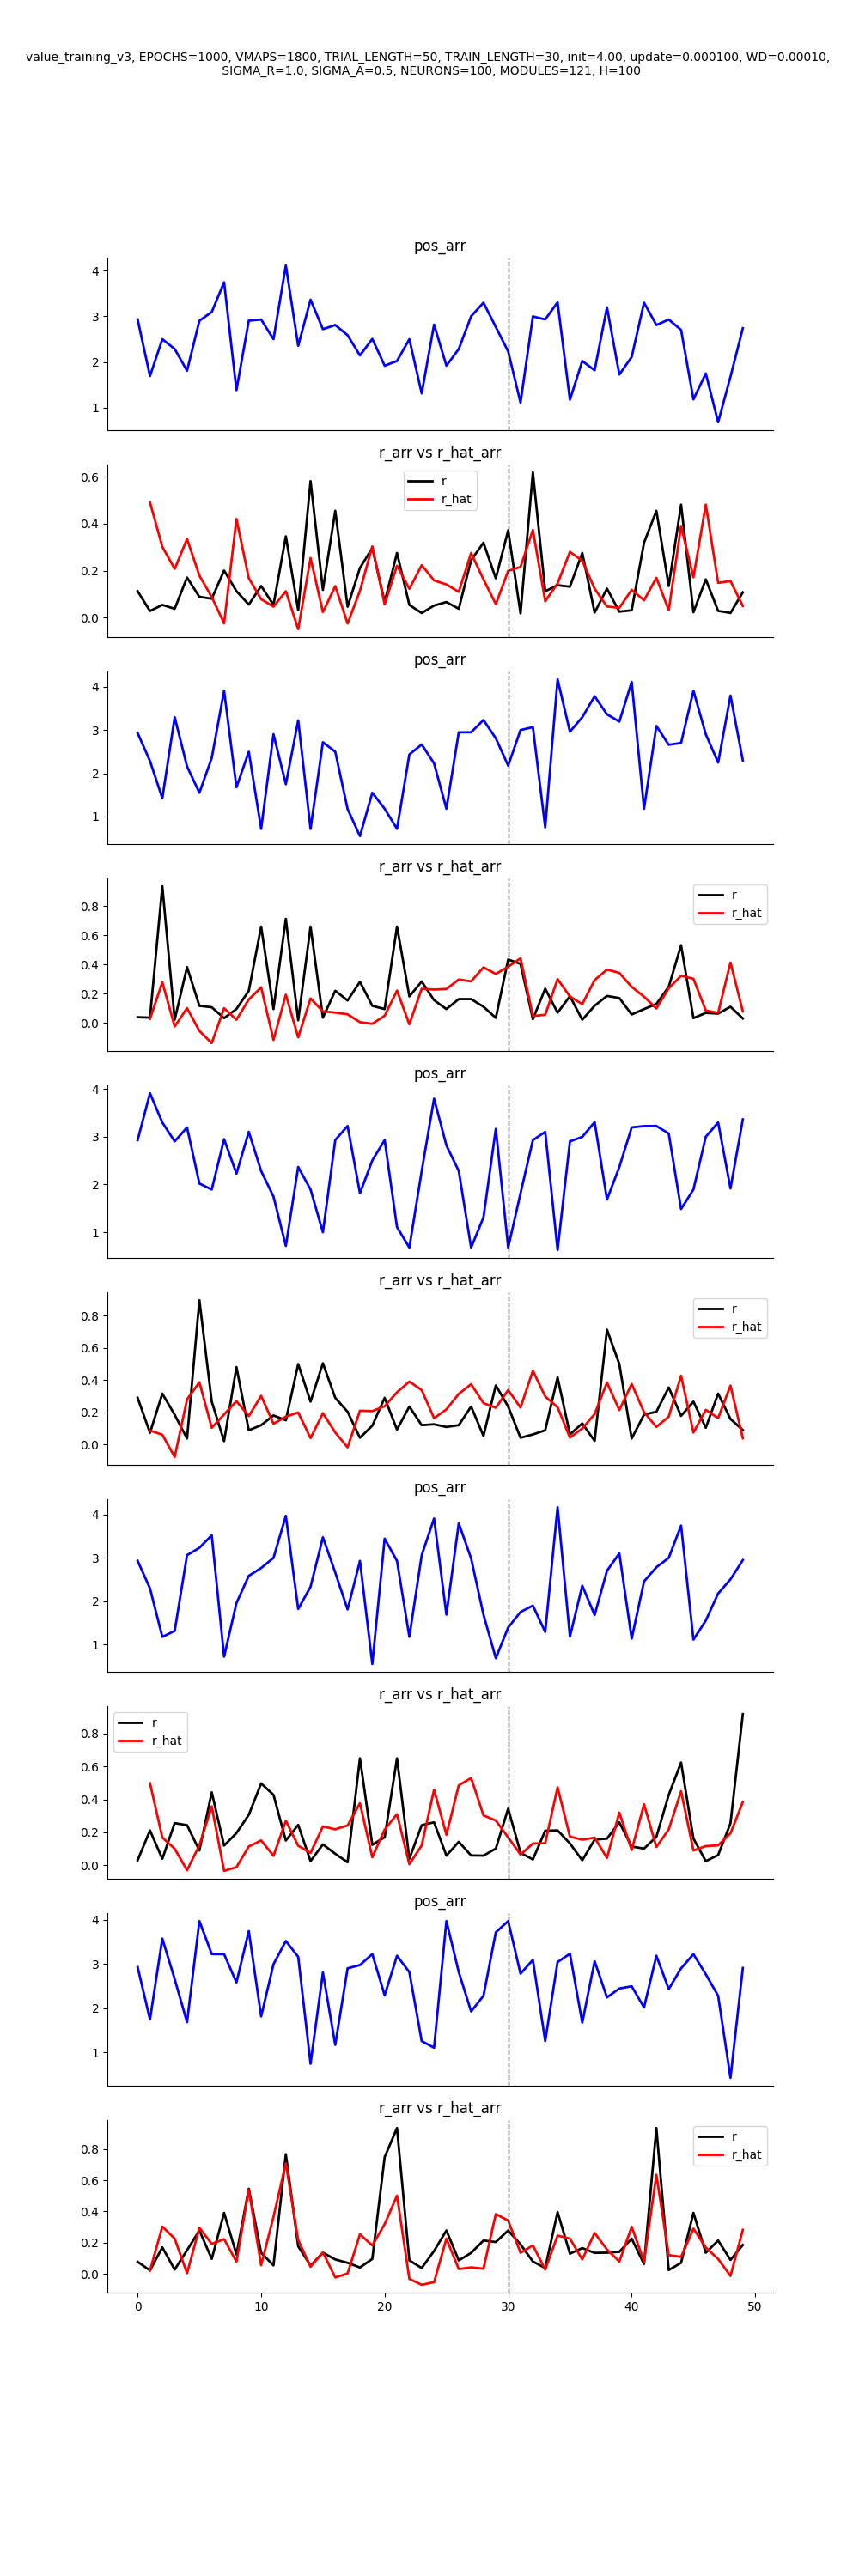 value_training_v3, EPOCHS=1000, VMAPS=1800, TRIAL_LENGTH=50, TRAIN_LENGTH=30, init=4.00, update=0.000100, WD=0.00010,
SIGMA_R=1.0, SIGMA_A=0.5, NEURONS=100, MODULES=121, H=100
pos_arr
4
3
2
1
r_arr vs r_hat_arr
0.6
0.4
0.2
0.0
r
r_hat
pos_arr
4
3
2
1
r_arr vs r_hat_arr
0.8
0.6
0.4
0.2
0.0
r
r_hat
pos_arr
4
3
2
1
r_arr vs r_hat_arr
0.8
0.6
0.4
0.2
0.0
r
r_hat
pos_arr
4
3
2
1
r_arr vs r_hat_arr
0.8
0.6
0.4
0.2
0.0
r
r_hat
pos_arr
4
3
2
1
r_arr vs r_hat_arr
0.8
0.6
0.4
0.2
0.0
r
r_hat
0 10 20 30 40 50